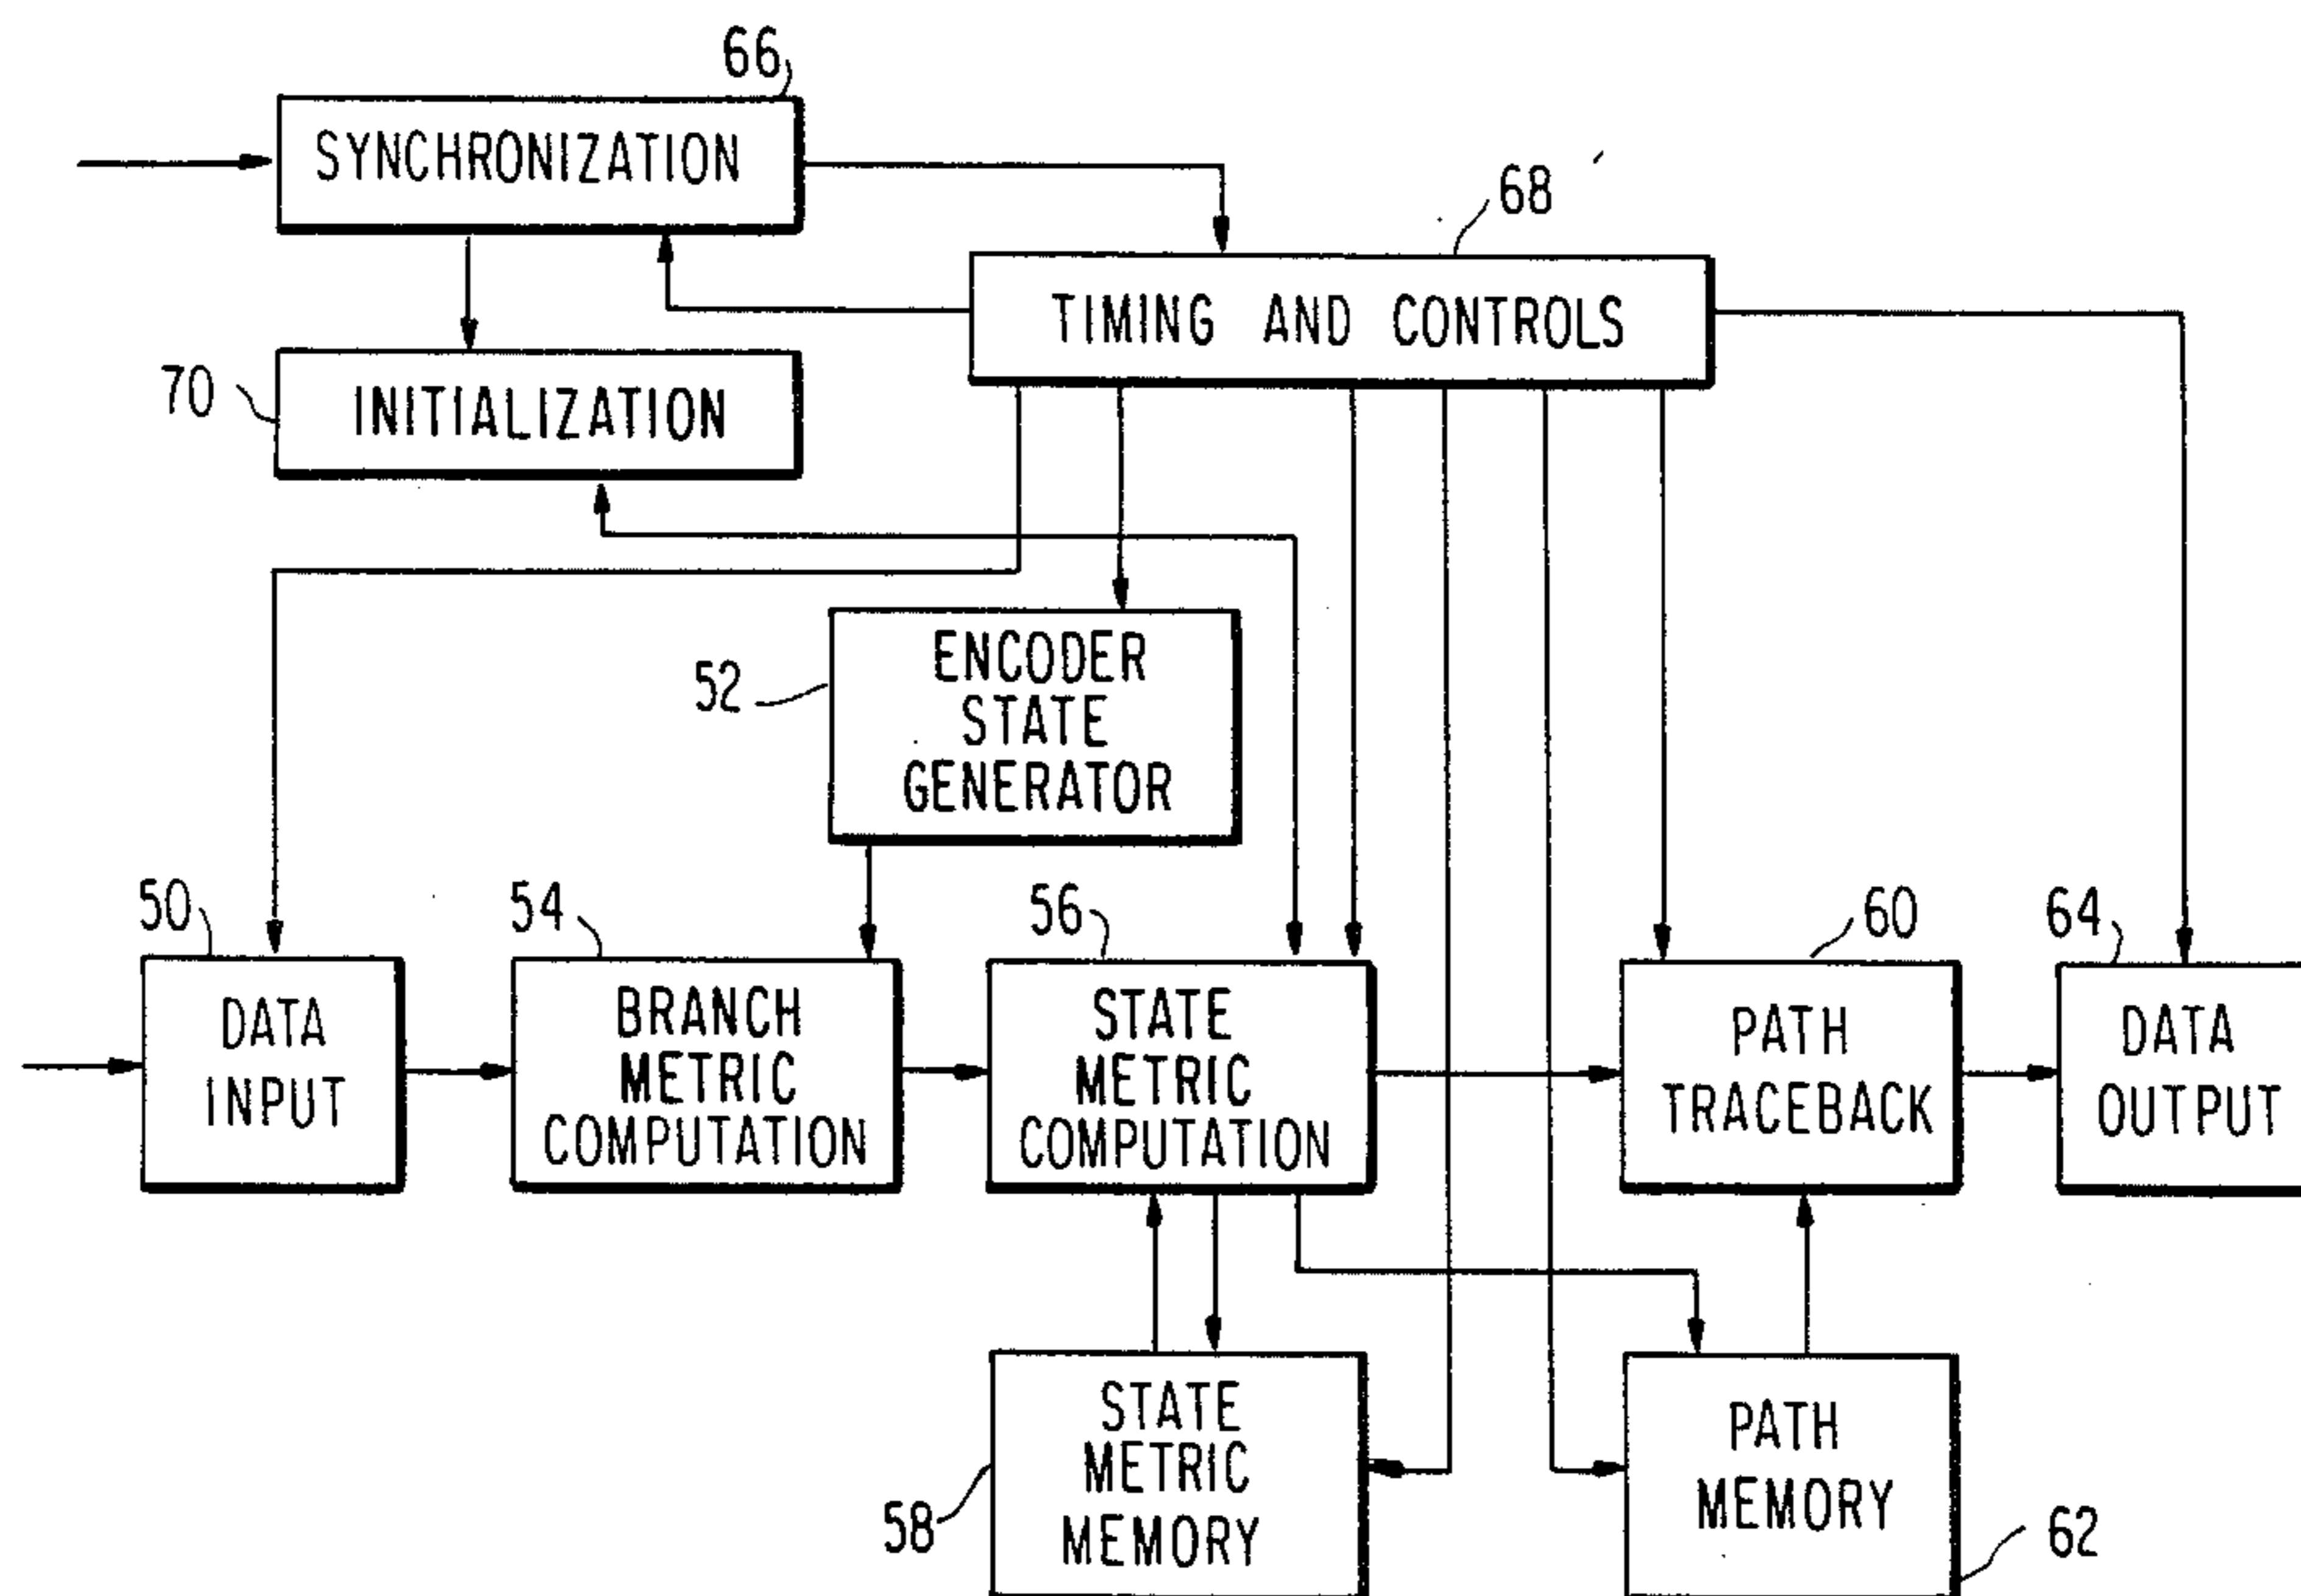 66
SYNCHRONIZATION
68
TIMING AND CONTROLS
70
INITIALIZATION
52
ENCODER
STATE
GENERATOR
50
DATA
INPUT
54
BRANCH
METRIC
COMPUTATION
56
STATE
METRIC
COMPUTATION
60
PATH
TRACEBACK
64
DATA
OUTPUT
58
STATE
METRIC
MEMORY
PATH
MEMORY
62